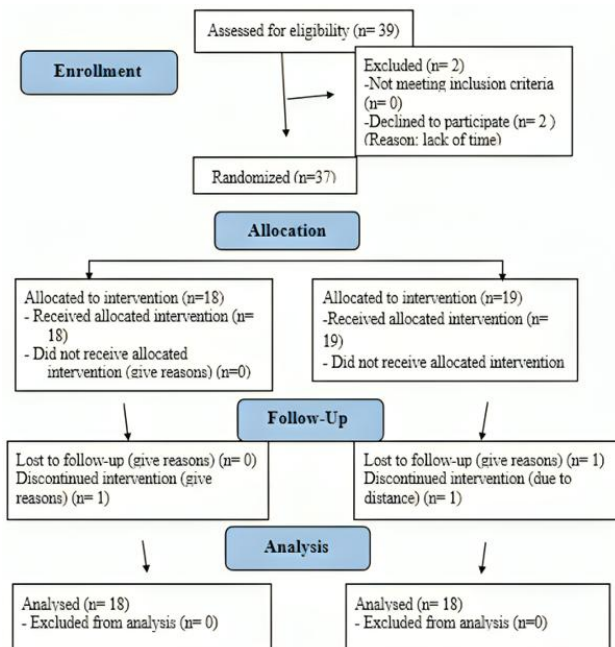 Assessed for eligibility (n= 39)
Enrollment
Excluded (n= 2)
-Not meeting inclusion criteria
(n= 0)
-Declined to participate (n= 2 )
(Reason: lack of time)
Randomized (n=37)
Allocation
Allocated to intervention (n=18)
- Received allocated intervention (n=
18)
- Did not receive allocated
intervention (give reasons) (n=0)
Allocated to intervention (n=19)
-Received allocated intervention (n=
19)
- Did not receive allocated intervention
Follow-Up
Lost to follow-up (give reasons) (n= 0)
Discontinued intervention (give
reasons) (n= 1)
Lost to follow-up (give reasons) (n= 1)
Discontinued intervention (due to
distance) (n= 1)
Analysis
Analysed (n= 18)
- Excluded from analysis (n= 0)
Analysed (n= 18)
- Excluded from analysis (n=0)